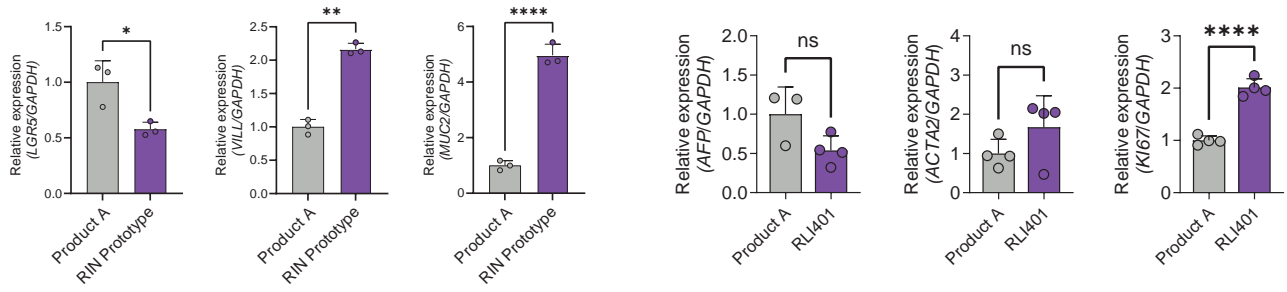 Relative expression
(LGR5/GAPDH)
1.5
1.0
0.5
0.0
*
Product A
RIN Prototype
Relative expression
(VILL/GAPDH)
2.5
2.0
1.5
1.0
0.5
0.0
**
Product A
RIN Prototype
Relative expression
(MUC2/GAPDH)
6
4
2
0
****
Product A
RIN Prototype
Relative expression
(AFP/GAPDH)
2.0
1.5
1.0
0.5
0.0
ns
Product A
RLI401
Relative expression
(ACTA2/GAPDH)
4
3
2
1
0
ns
Product A
RLI401
Relative expression
(KI67/GAPDH)
3
2
1
0
****
Product A
RLI401